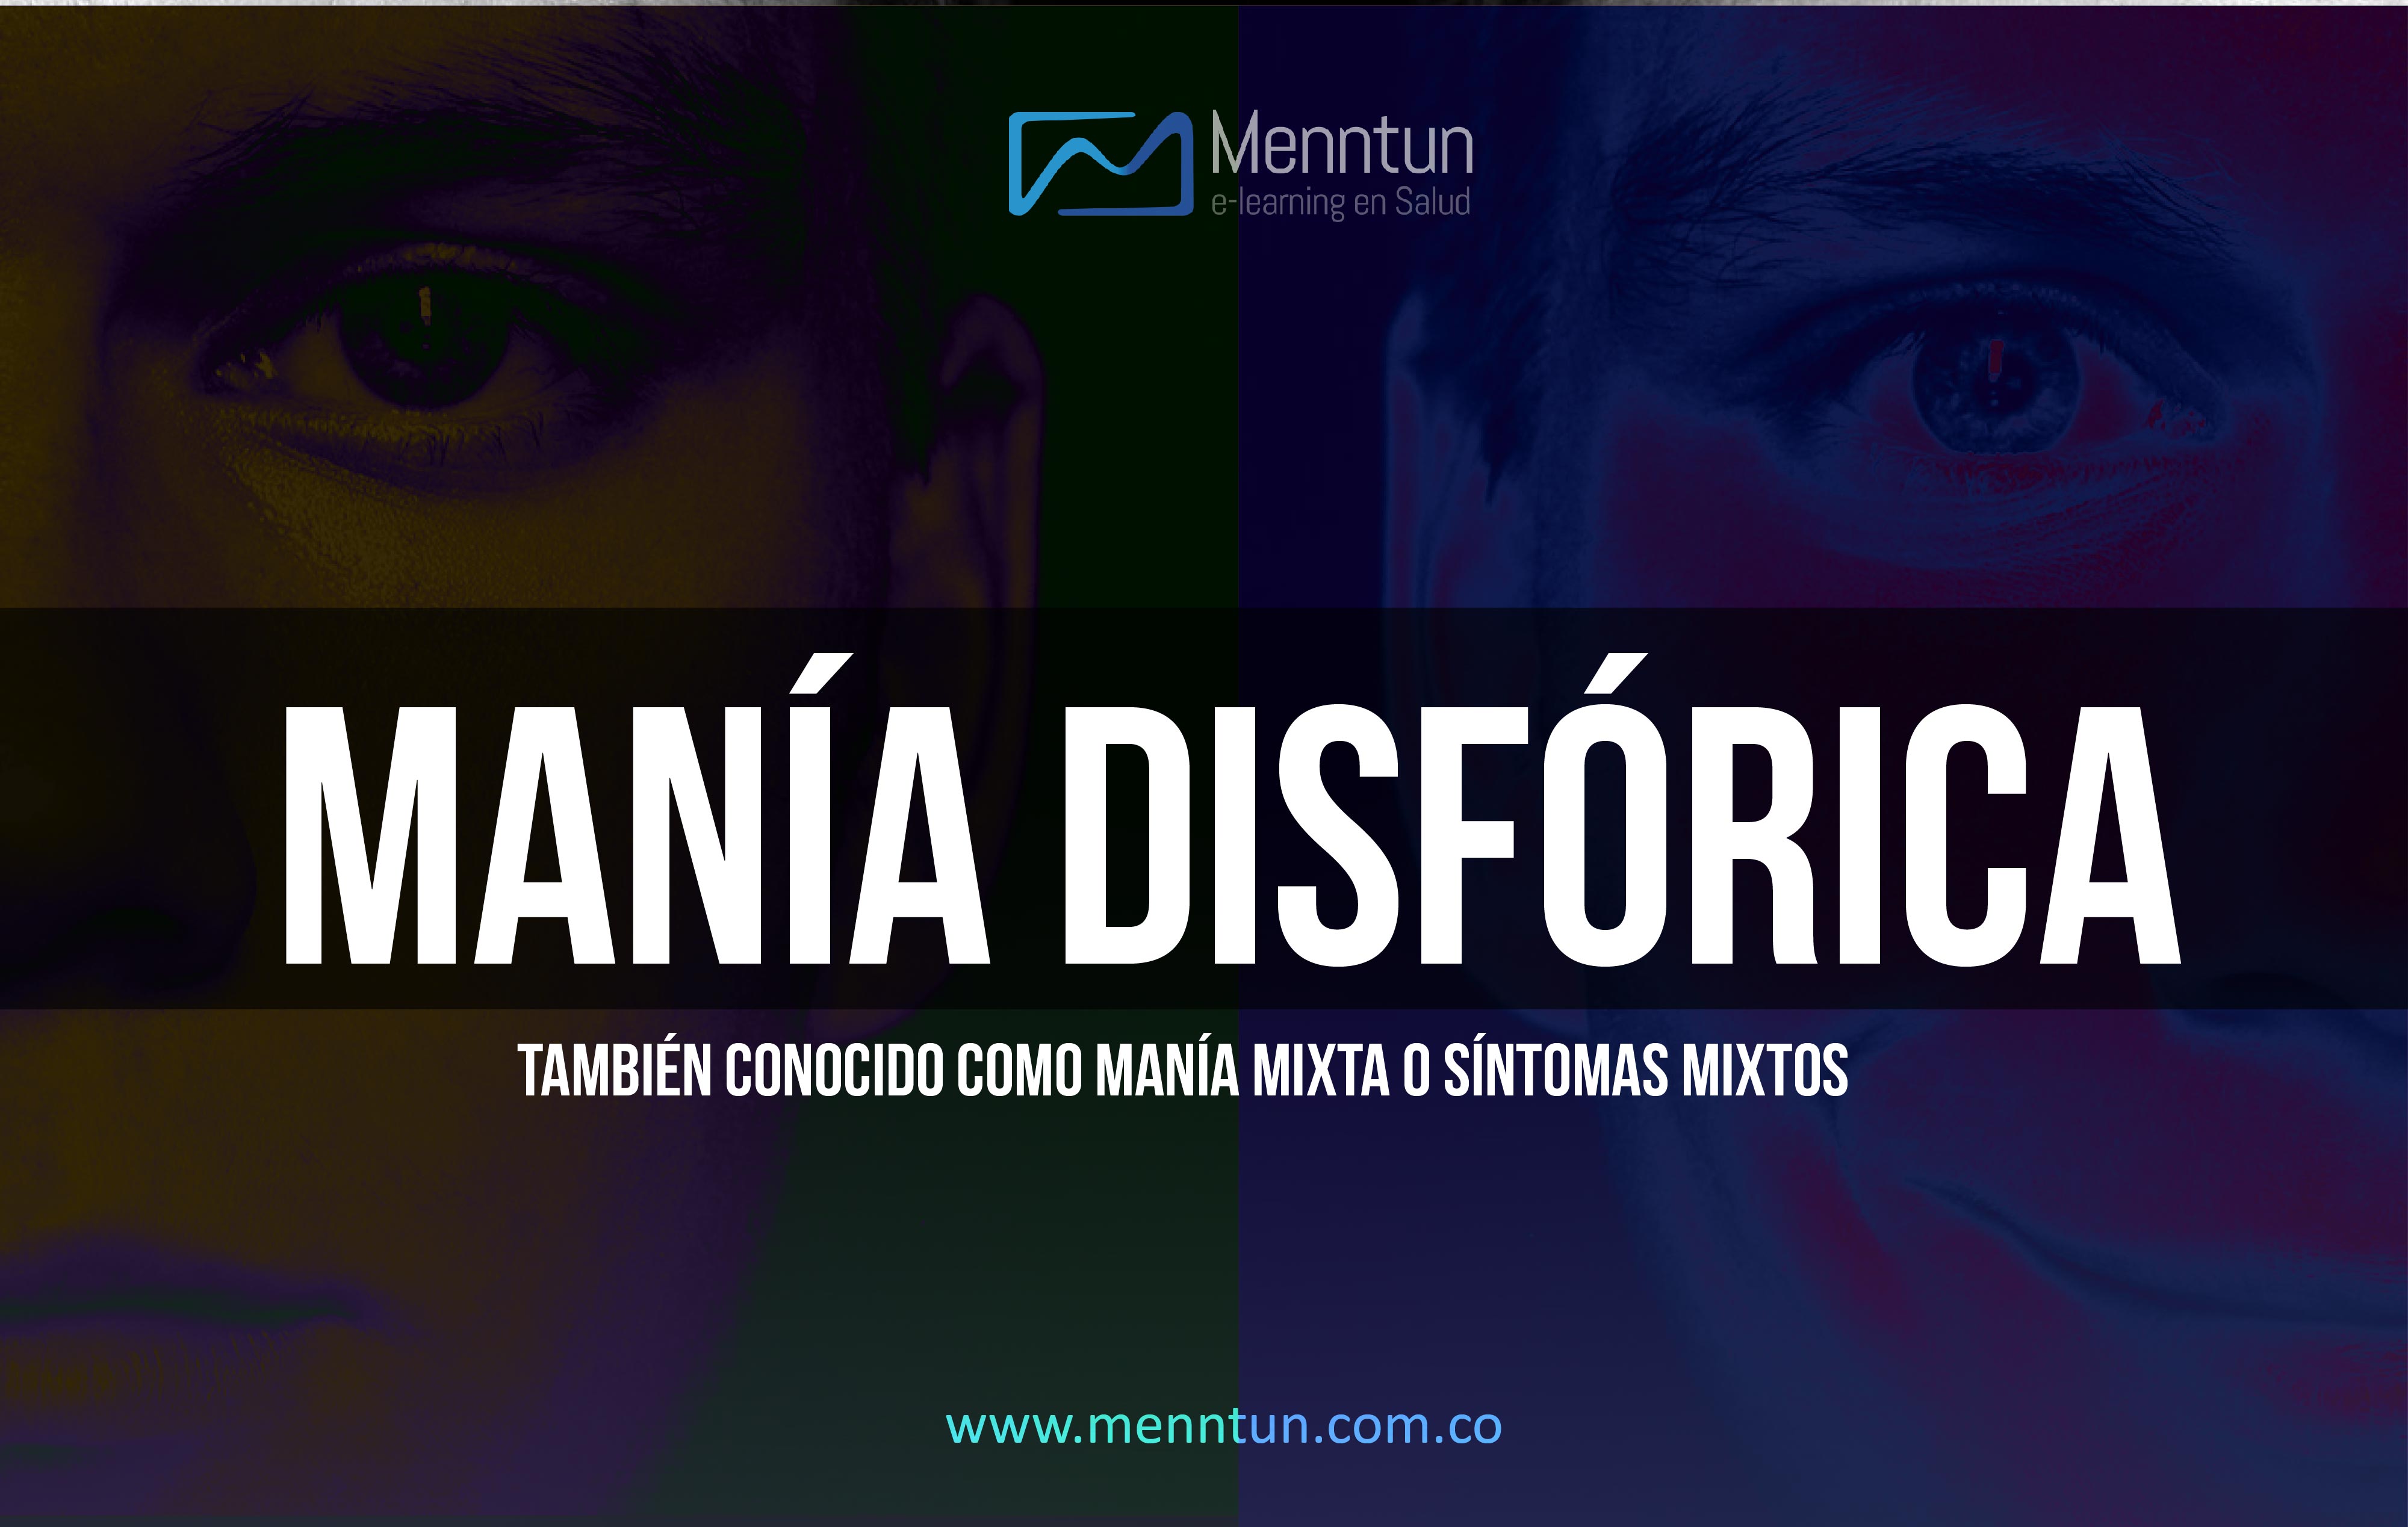 Menntun
e-learning en Salud
MANÍA DISFÓRICA
TAMBIÉN CONOCIDO COMO MANÍA MIXTA O SÍNTOMAS MIXTOS
www.menntun.com.co